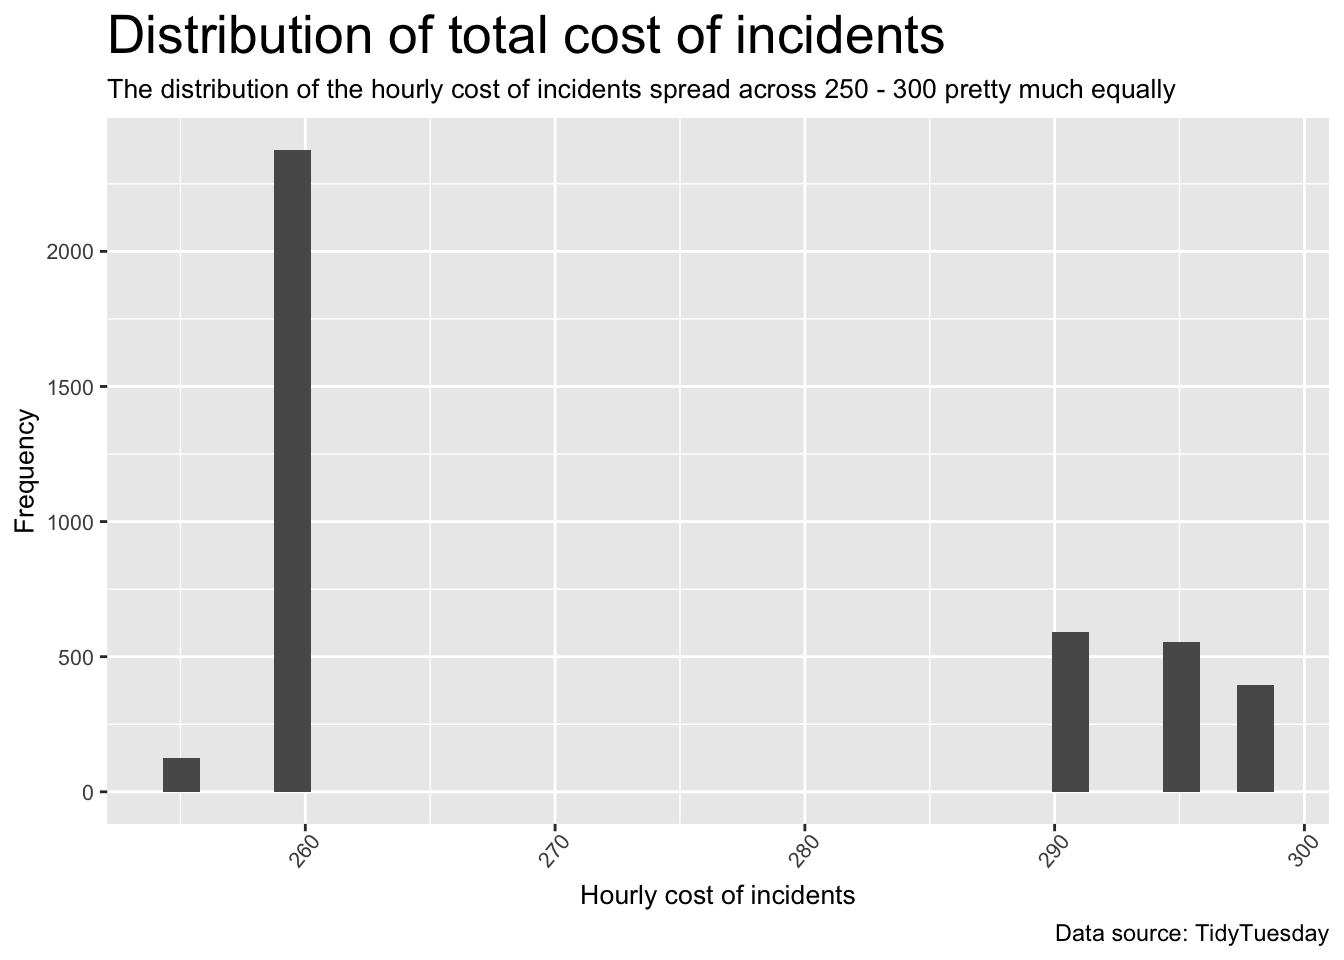 Distribution of total cost of incidents
The distribution of the hourly cost of incidents spread across 250 - 300 pretty much equally
Frequency
2000
1500
1000
500
0
260
270
280
290
300
Hourly cost of incidents
Data source: TidyTuesday